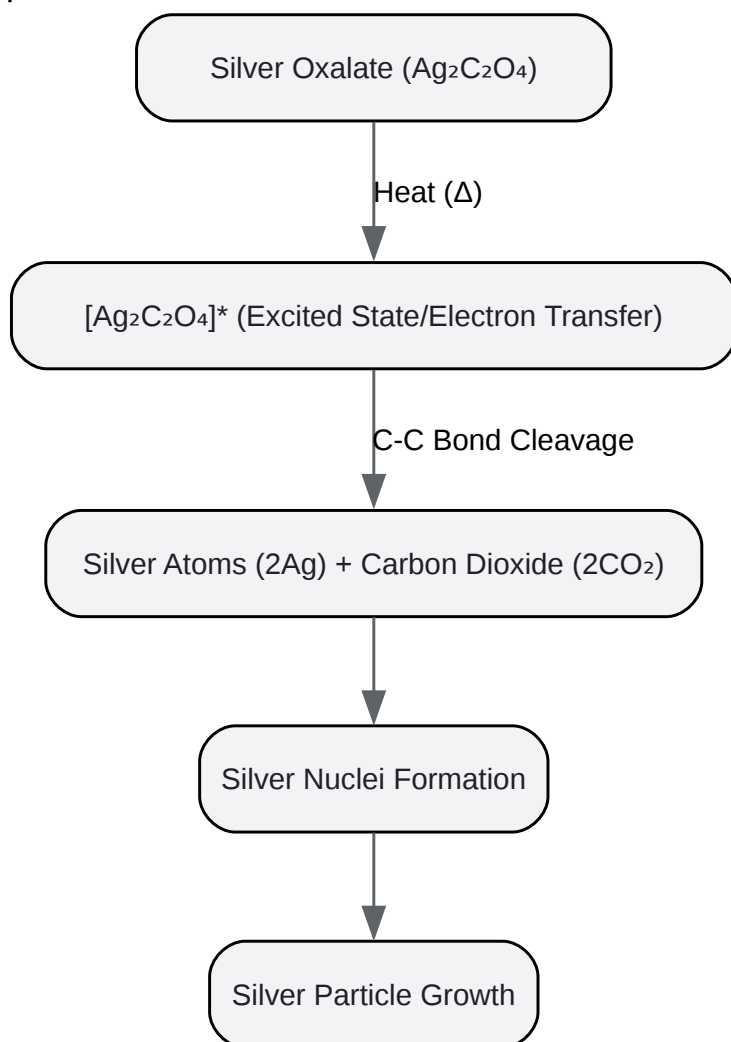 Silver Oxalate (Ag₂C₂O₄)
Heat (Δ)
[Ag₂C₂O₄]* (Excited State/Electron Transfer)
C-C Bond Cleavage
Silver Atoms (2Ag) + Carbon Dioxide (2CO₂)
Silver Nuclei Formation
Silver Particle Growth